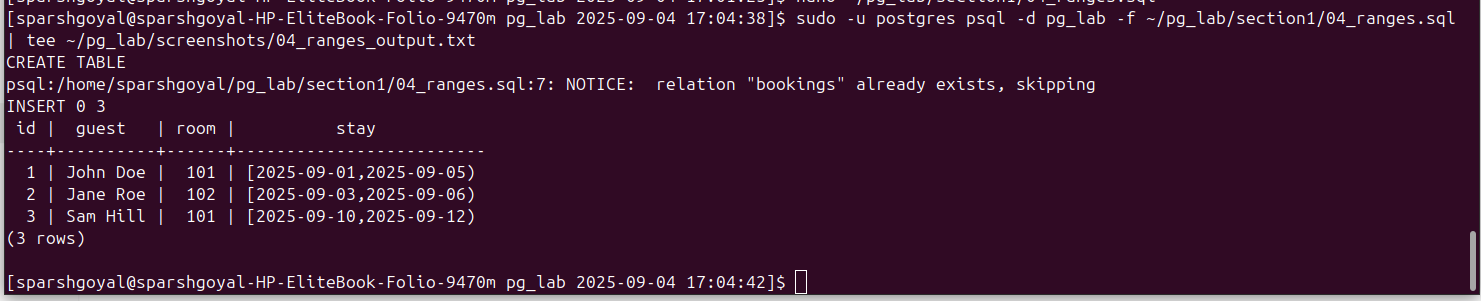 [sparshgoyal@sparshgoyal-HP-EliteBook-Folio-9470m pg_lab 2025-09-04 17:04:38]$ sudo -u postgres psql -d pg_lab -f ~/pg_lab/section1/04_ranges.sql
| tee ~/pg_lab/screenshots/04_ranges_output.txt
CREATE TABLE
psql:/home/sparshgoyal/pg_lab/section1/04_ranges.sql:7: NOTICE:  relation "bookings" already exists, skipping
INSERT 0 3
 id |  guest   | room |          stay
----+----------+------+-------------------------
  1 | John Doe |  101 | [2025-09-01,2025-09-05)
  2 | Jane Roe |  102 | [2025-09-03,2025-09-06)
  3 | Sam Hill |  101 | [2025-09-10,2025-09-12)
(3 rows)
[sparshgoyal@sparshgoyal-HP-EliteBook-Folio-9470m pg_lab 2025-09-04 17:04:42]$